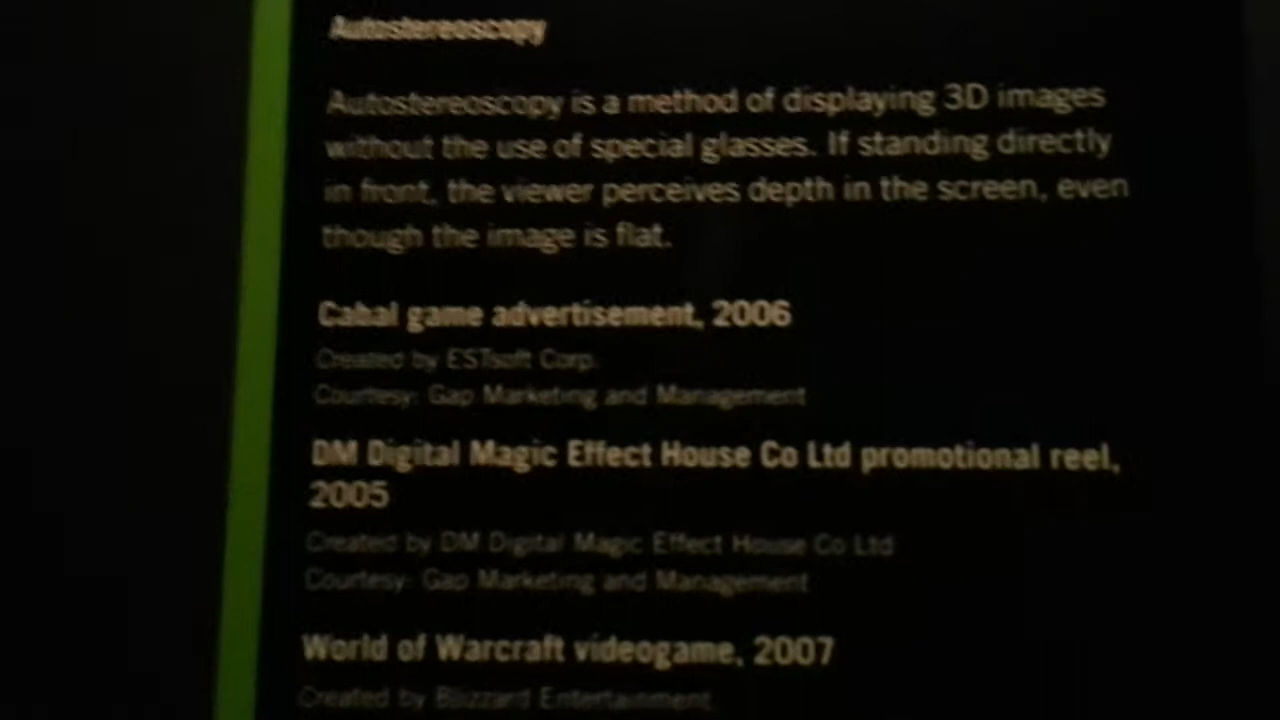 Autostereoscopy
Autostereoscopy is a method of displaying 3D images
without the use of special glasses. If standing directly
in front, the viewer perceives depth in the screen, even
though the image is flat.
Cabal game advertisement, 2006
Created by ESTsoft Corp.
Courtesy: Gap Marketing and Management
DM Digital Magic Effect House Co Ltd promotional reel,
2005
Created by DM Digital Magic Effect House Co Ltd
Courtesy: Gap Marketing and Management
World of Warcraft videogame, 2007
Created by Blizzard Entertainment